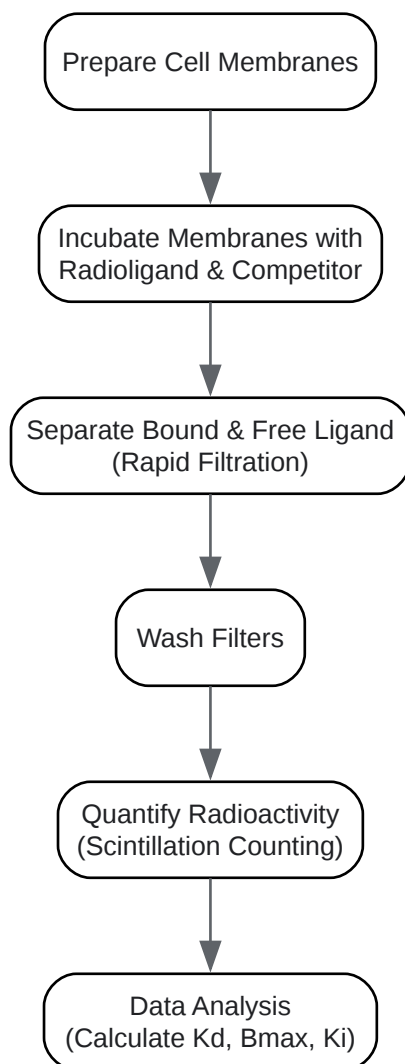 Prepare Cell Membranes
Incubate Membranes with
Radioligand & Competitor
Separate Bound & Free Ligand
(Rapid Filtration)
Wash Filters
Quantify Radioactivity
(Scintillation Counting)
Data Analysis
(Calculate Kd, Bmax, Ki)